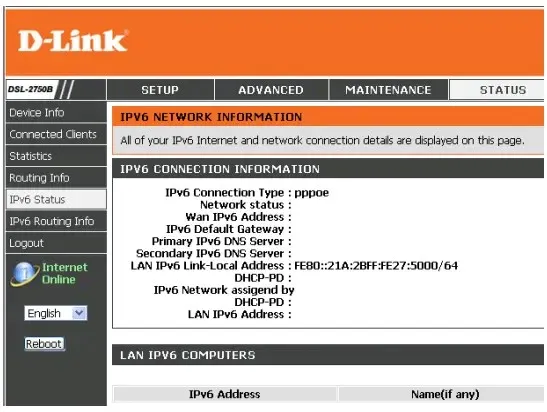 D-Link
DSL-2750B // SETUP ADVANCED MAINTENANCE STATUS
Device Info
Connected Clients
Statistics
Routing Info
IPv6 Status
IPv6 Routing Info
Logout
Internet
Online
English
Reboot
IPV6 NETWORK INFORMATION
All of your IPv6 Internet and network connection details are displayed on this page.
IPV6 CONNECTION INFORMATION
IPv6 Connection Type : pppoe
Network status :
Wan IPv6 Address :
IPv6 Default Gateway :
Primary IPv6 DNS Server :
Secondary IPv6 DNS Server :
LAN IPv6 Link-Local Address : FE80::21A:2BFF:FE27:5000/64
DHCP-PD :
IPv6 Network assigend by
DHCP-PD :
LAN IPv6 Address :
LAN IPV6 COMPUTERS
IPv6 Address Name(if any)